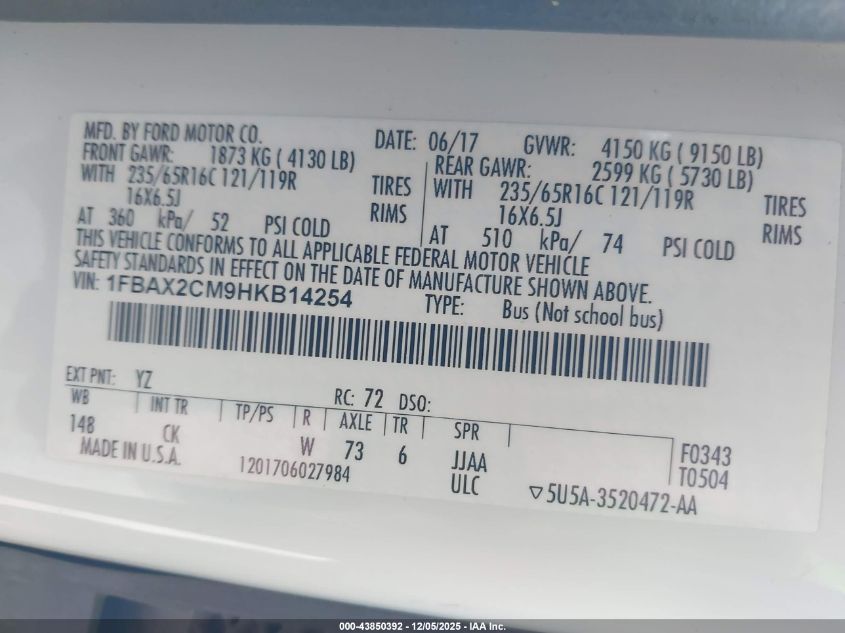 MFD. BY FORD MOTOR CO. DATE: 06/17 GVWR: 4150 KG ( 9150 LB)
FRONT GAWR: 1873 KG ( 4130 LB) REAR GAWR: 2599 KG ( 5730 LB)
WITH 235/65R16C 121/119R TIRES WITH 235/65R16C 121/119R TIRES
16X6.5J RIMS 16X6.5J RIMS
AT 360 kPa/ 52 PSI COLD AT 510 kPa/ 74 PSI COLD
THIS VEHICLE CONFORMS TO ALL APPLICABLE FEDERAL MOTOR VEHICLE
SAFETY STANDARDS IN EFFECT ON THE DATE OF MANUFACTURE SHOWN ABOVE.
VIN: 1FBAX2CM9HKB14254 TYPE: Bus (Not school bus)
EXT PNT: YZ RC: 72 DSO:
WB INT TR TP/PS R AXLE TR SPR F0343
148 CK W 73 6 JJAA T0504
MADE IN U.S.A. 1201706027984 ULC ▽5U5A-3520472-AA
000-43850392 - 12/05/2025 - IAA Inc.